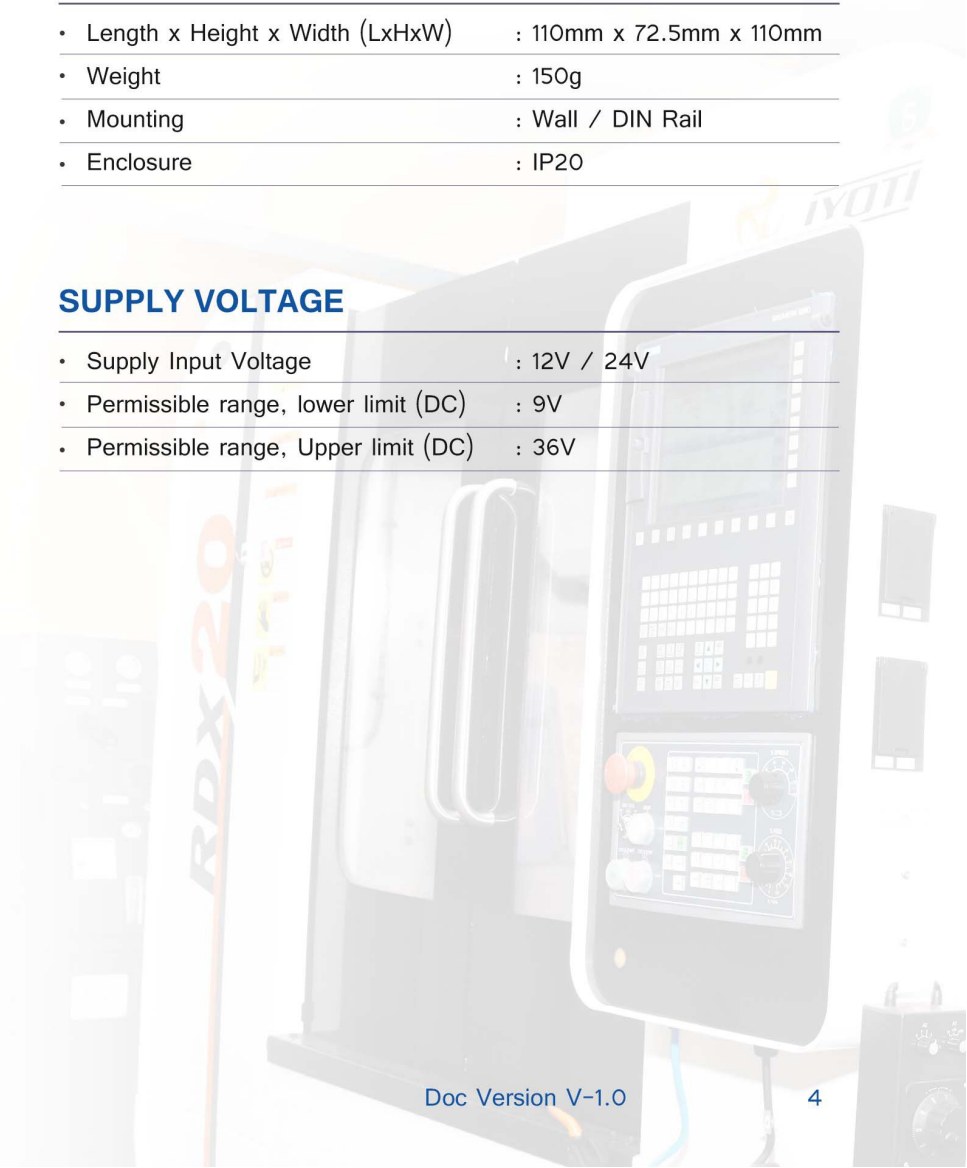 • Length x Height x Width (LxHxW) : 110mm x 72.5mm x 110mm
• Weight : 150g
• Mounting : Wall / DIN Rail
• Enclosure : IP20
JYOTI
SUPPLY VOLTAGE
• Supply Input Voltage : 12V / 24V
• Permissible range, lower limit (DC) : 9V
• Permissible range, Upper limit (DC) : 36V
RDX20
Doc Version V-1.0 4